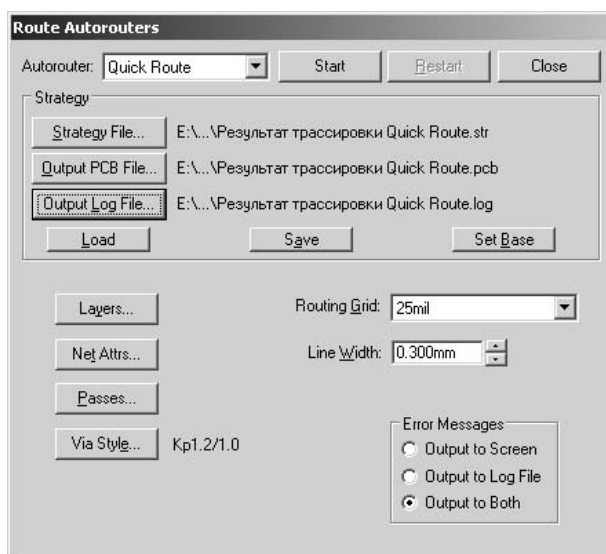 Route Autorouters
Autorouter: Quick Route Start Restart Close
Strategy
Strategy File... E:\...\Результат трассировки Quick Route.str
Output PCB File... E:\...\Результат трассировки Quick Route.pcb
Output Log File... E:\...\Результат трассировки Quick Route.log
Load Save Set Base
Layers... Routing Grid: 25mil
Net Attrs... Line Width: 0.300mm
Passes...
Via Style... Кр1.2/1.0
Error Messages
Output to Screen
Output to Log File
Output to Both